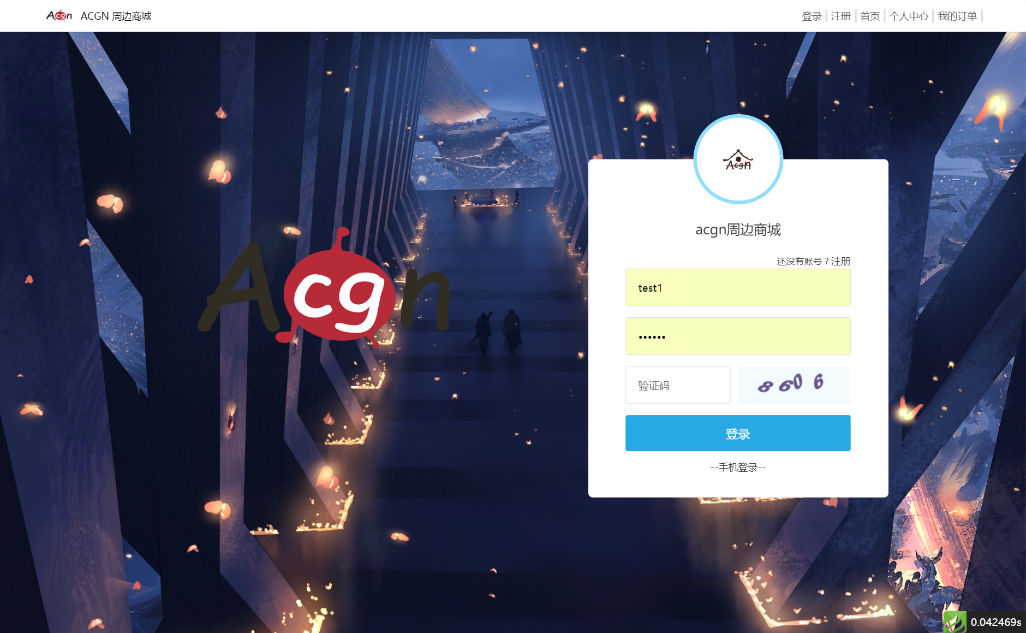 Acgn ACGN 周边商城
登录 | 注册 | 首页 | 个人中心 | 我的订单 |
Acgn
Acgn
acgn周边商城
还没有账号？注册
test1
••••••
验证码
8606
登录
--手机登录--
0.042469s